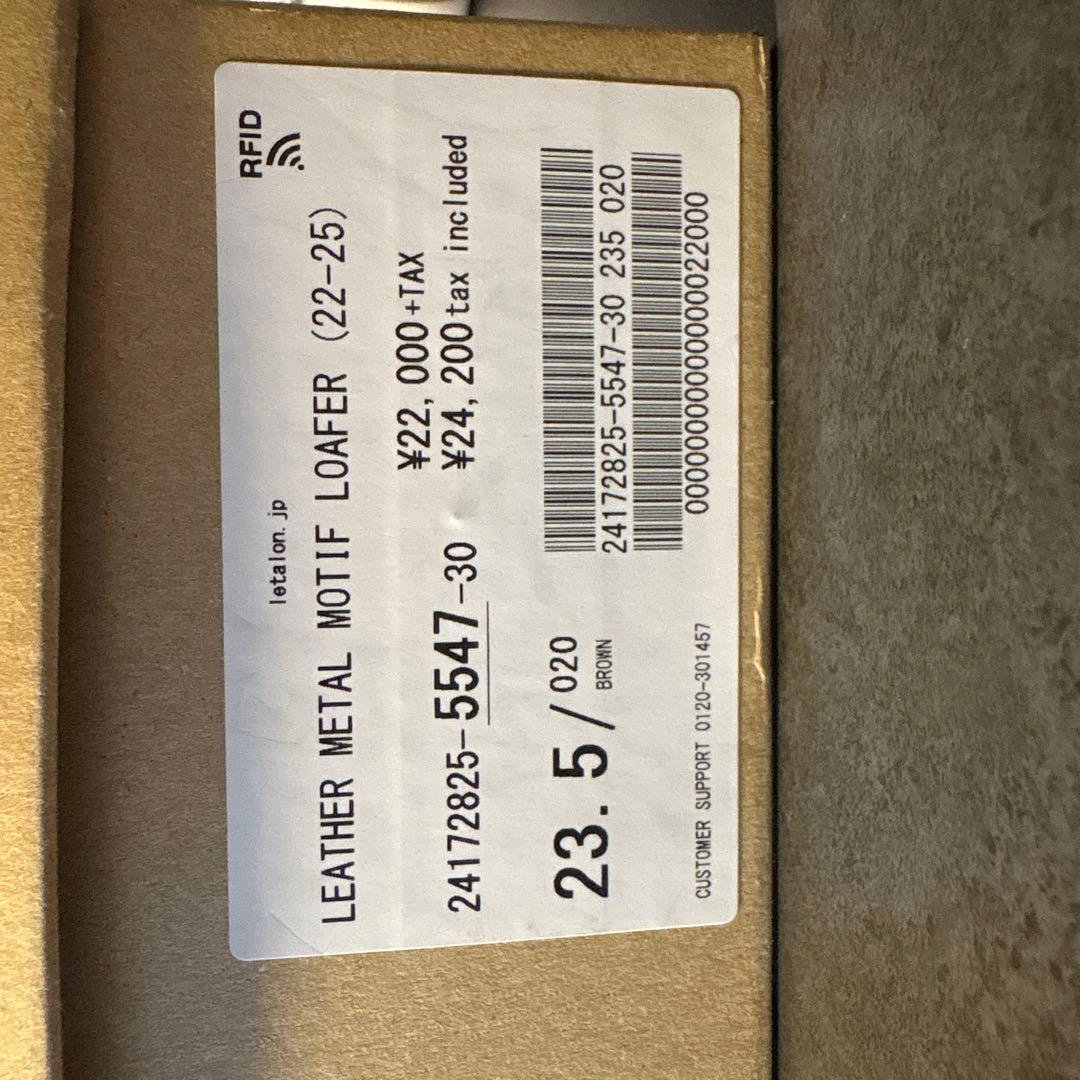 RFID
letalon.jp
LEATHER METAL MOTIF LOAFER (22-25)
¥22,000+TAX
24172825-5547-30 ¥24,200tax included
23.5/020
BROWN
24172825-5547-30 235 020
0000000000000022000
CUSTOMER SUPPORT 0120-301457